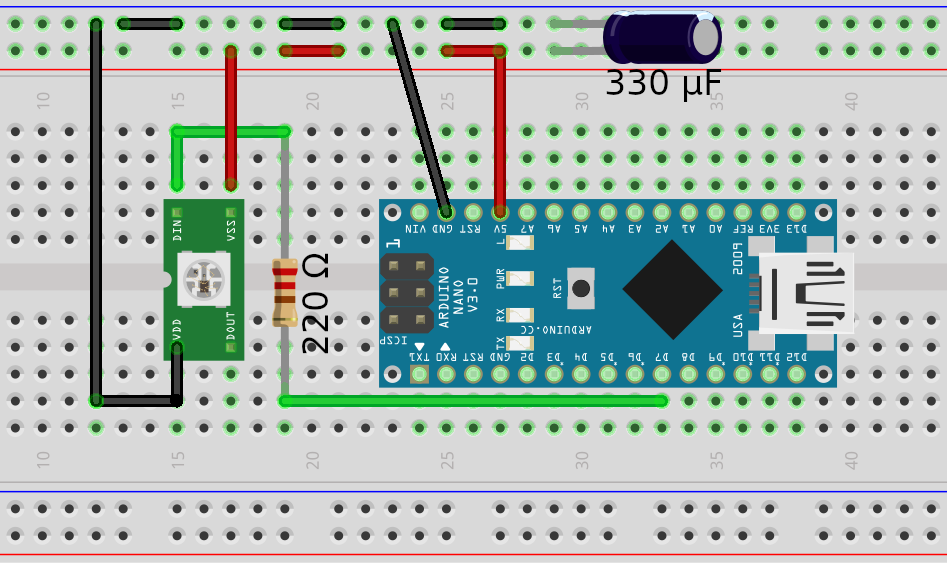 330 μF
10 15 20 25 30 35 40
DIN VSS
VDD DOUT
220 Ω
VIN GND RST 5V A7 A6 A5 A4 A3 A2 A1 A0 REF 3V3 D13
1
ICSP
ARDUINO
NANO
V3.0
L
PWR
RX
TX
RST
ARDUINO.CC
USA
TX1 RX0 RST GND D2 D3 D4 D5 D6 D7 D8 D9 D10 D11 D12
10 15 20 25 30 35 40